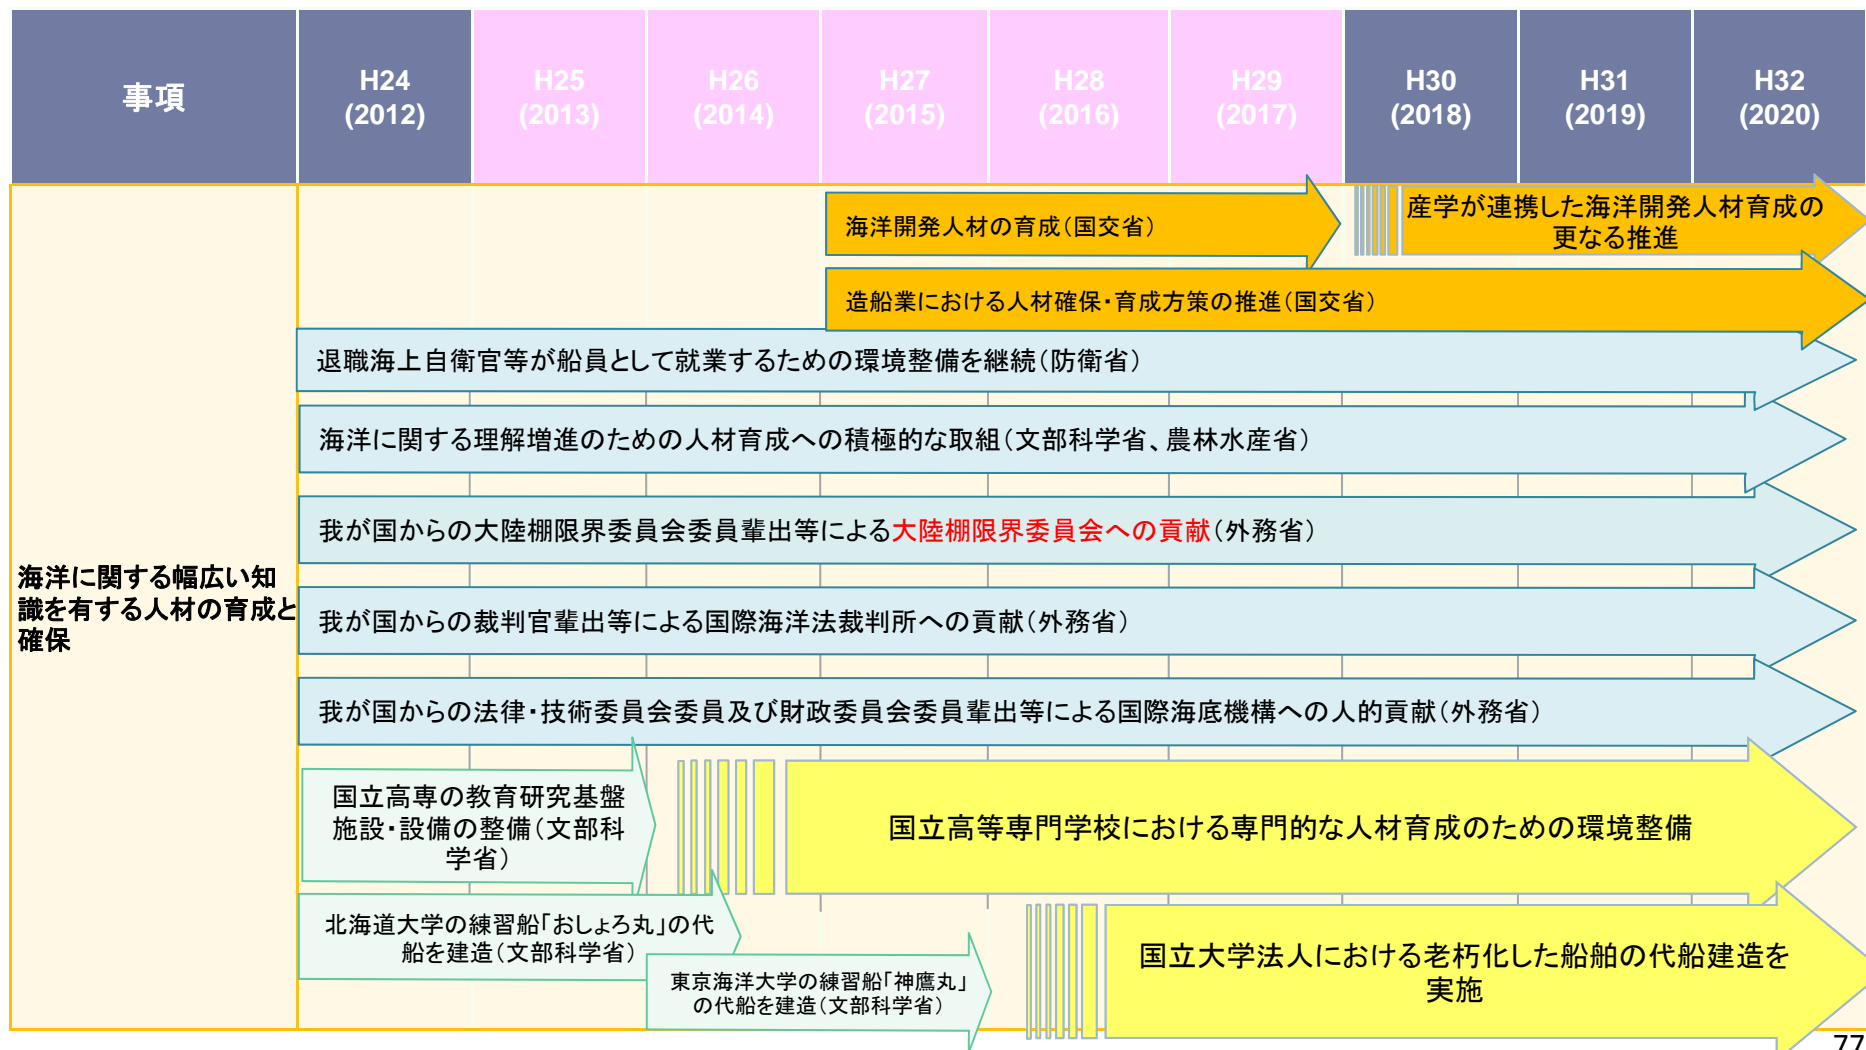 事項
H24
(2012)
H25
(2013)
H26
(2014)
H27
(2015)
H28
(2016)
H29
(2017)
H30
(2018)
H31
(2019)
H32
(2020)
海洋に関する幅広い知
識を有する人材の育成と
確保
海洋開発人材の育成（国交省）
産学が連携した海洋開発人材育成の
更なる推進
造船業における人材確保・育成方策の推進（国交省）
退職海上自衛官等が船員として就業するための環境整備を継続（防衛省）
海洋に関する理解増進のための人材育成への積極的な取組（文部科学省、農林水産省）
我が国からの大陸棚限界委員会委員輩出等による大陸棚限界委員会への貢献（外務省）
我が国からの裁判官輩出等による国際海洋法裁判所への貢献（外務省）
我が国からの法律・技術委員会委員及び財政委員会委員輩出等による国際海底機構への人的貢献（外務省）
国立高専の教育研究基盤
施設・設備の整備（文部科
学省）
国立高等専門学校における専門的な人材育成のための環境整備
北海道大学の練習船「おしょろ丸」の代
船を建造（文部科学省）
東京海洋大学の練習船「神鷹丸」
の代船を建造（文部科学省）
国立大学法人における老朽化した船舶の代船建造を
実施
77